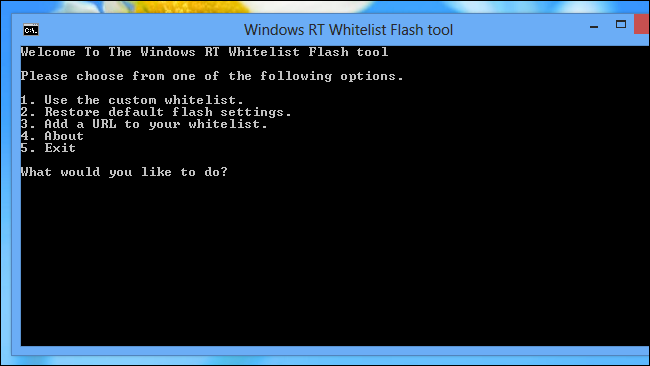 Windows RT Whitelist Flash tool
Welcome To The Windows RT Whitelist Flash tool
Please choose from one of the following options.
1. Use the custom whitelist.
2. Restore default flash settings.
3. Add a URL to your whitelist.
4. About
5. Exit
What would you like to do?